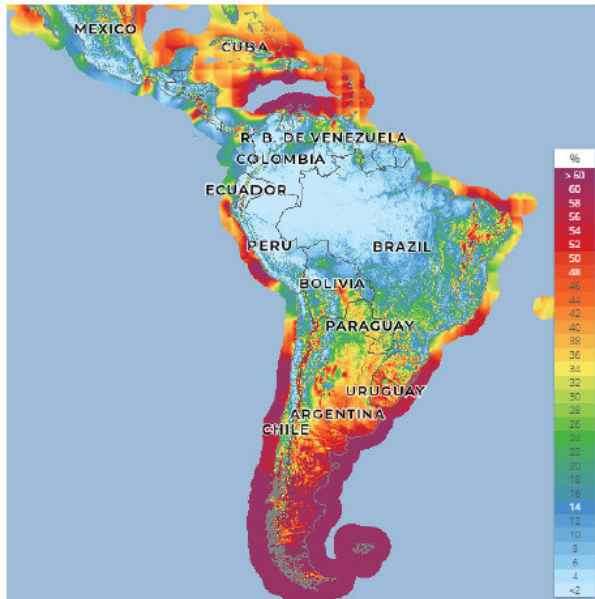 MEXICO
CUBA
R. B. DE VENEZUELA
COLOMBIA
ECUADOR
PERU
BRAZIL
BOLIVIA
PARAGUAY
URUGUAY
ARGENTINA
CHILE
%
> 60
60
58
56
54
52
50
48
46
44
42
40
38
36
34
32
30
28
26
24
22
20
18
16
14
12
10
8
6
4
<2